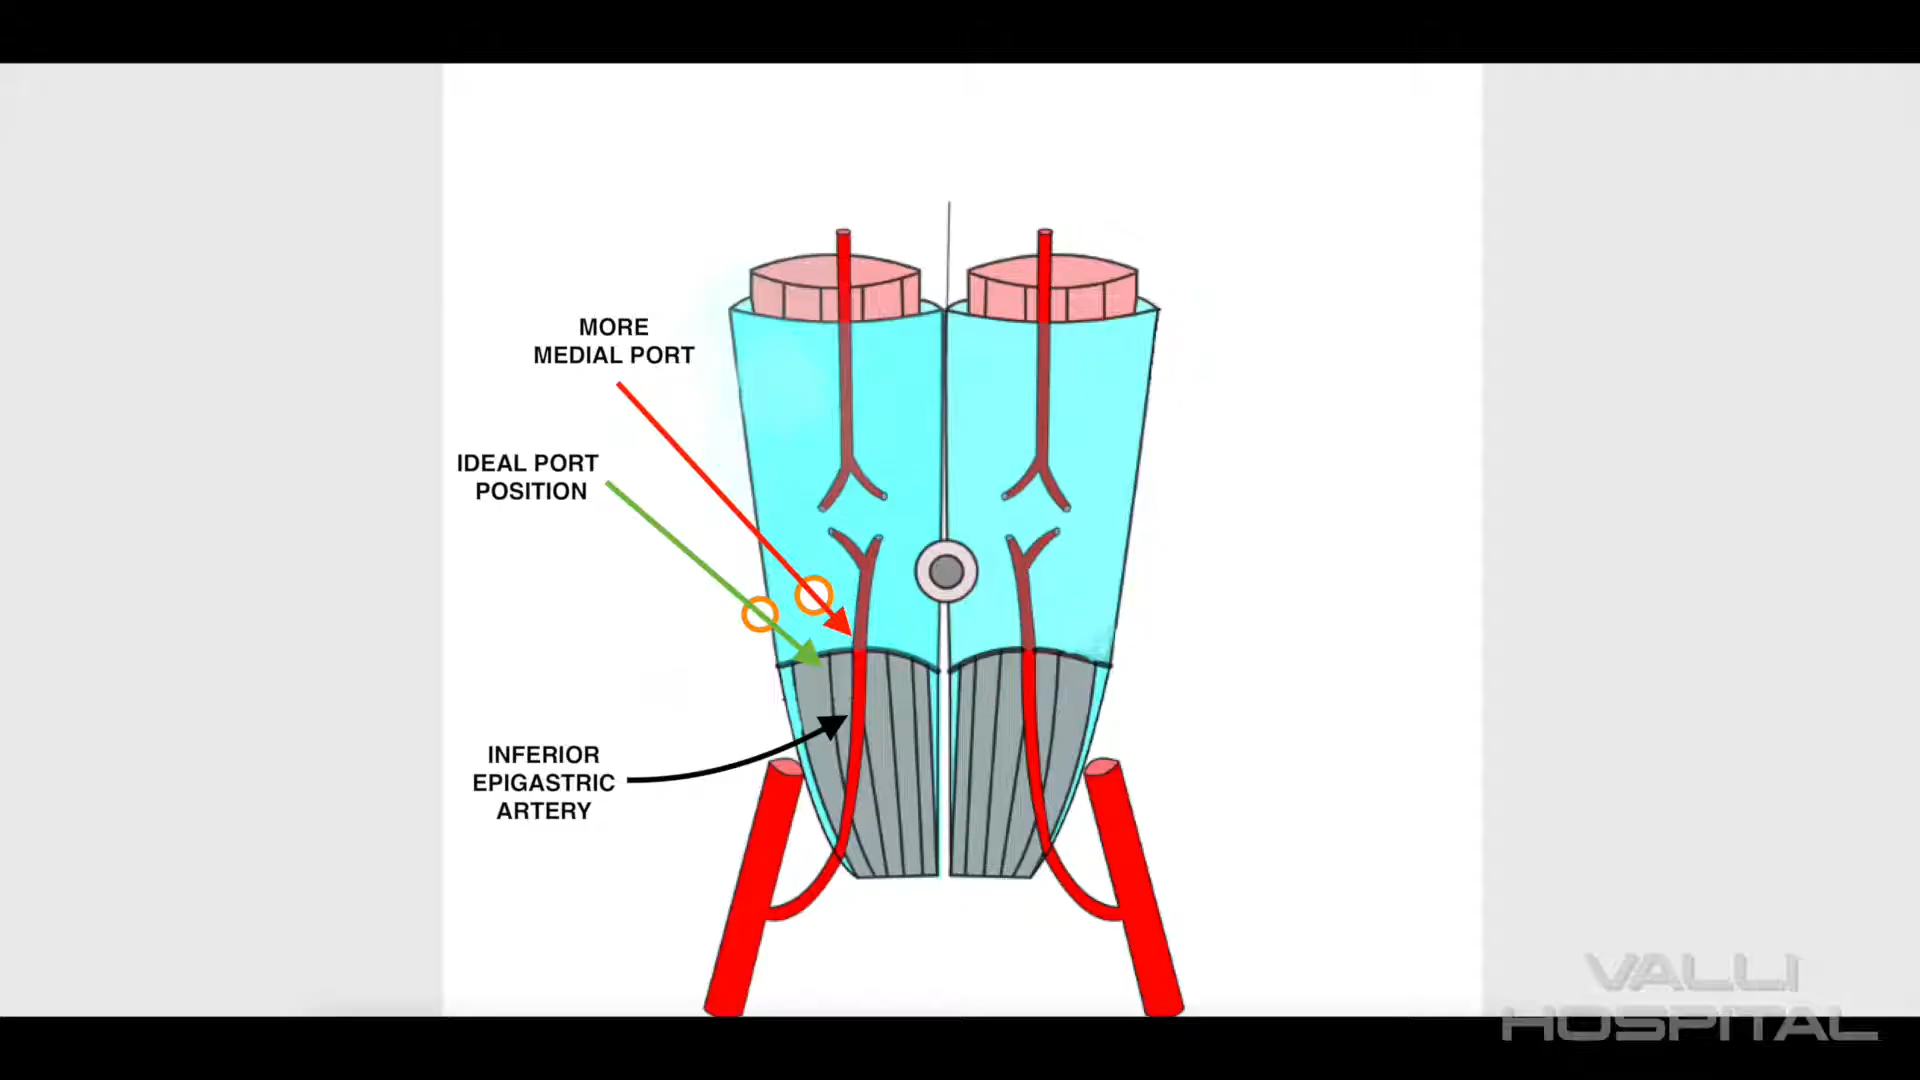 MORE
MEDIAL PORT
IDEAL PORT
POSITION
INFERIOR
EPIGASTRIC
ARTERY
VALLI
HOSPITAL